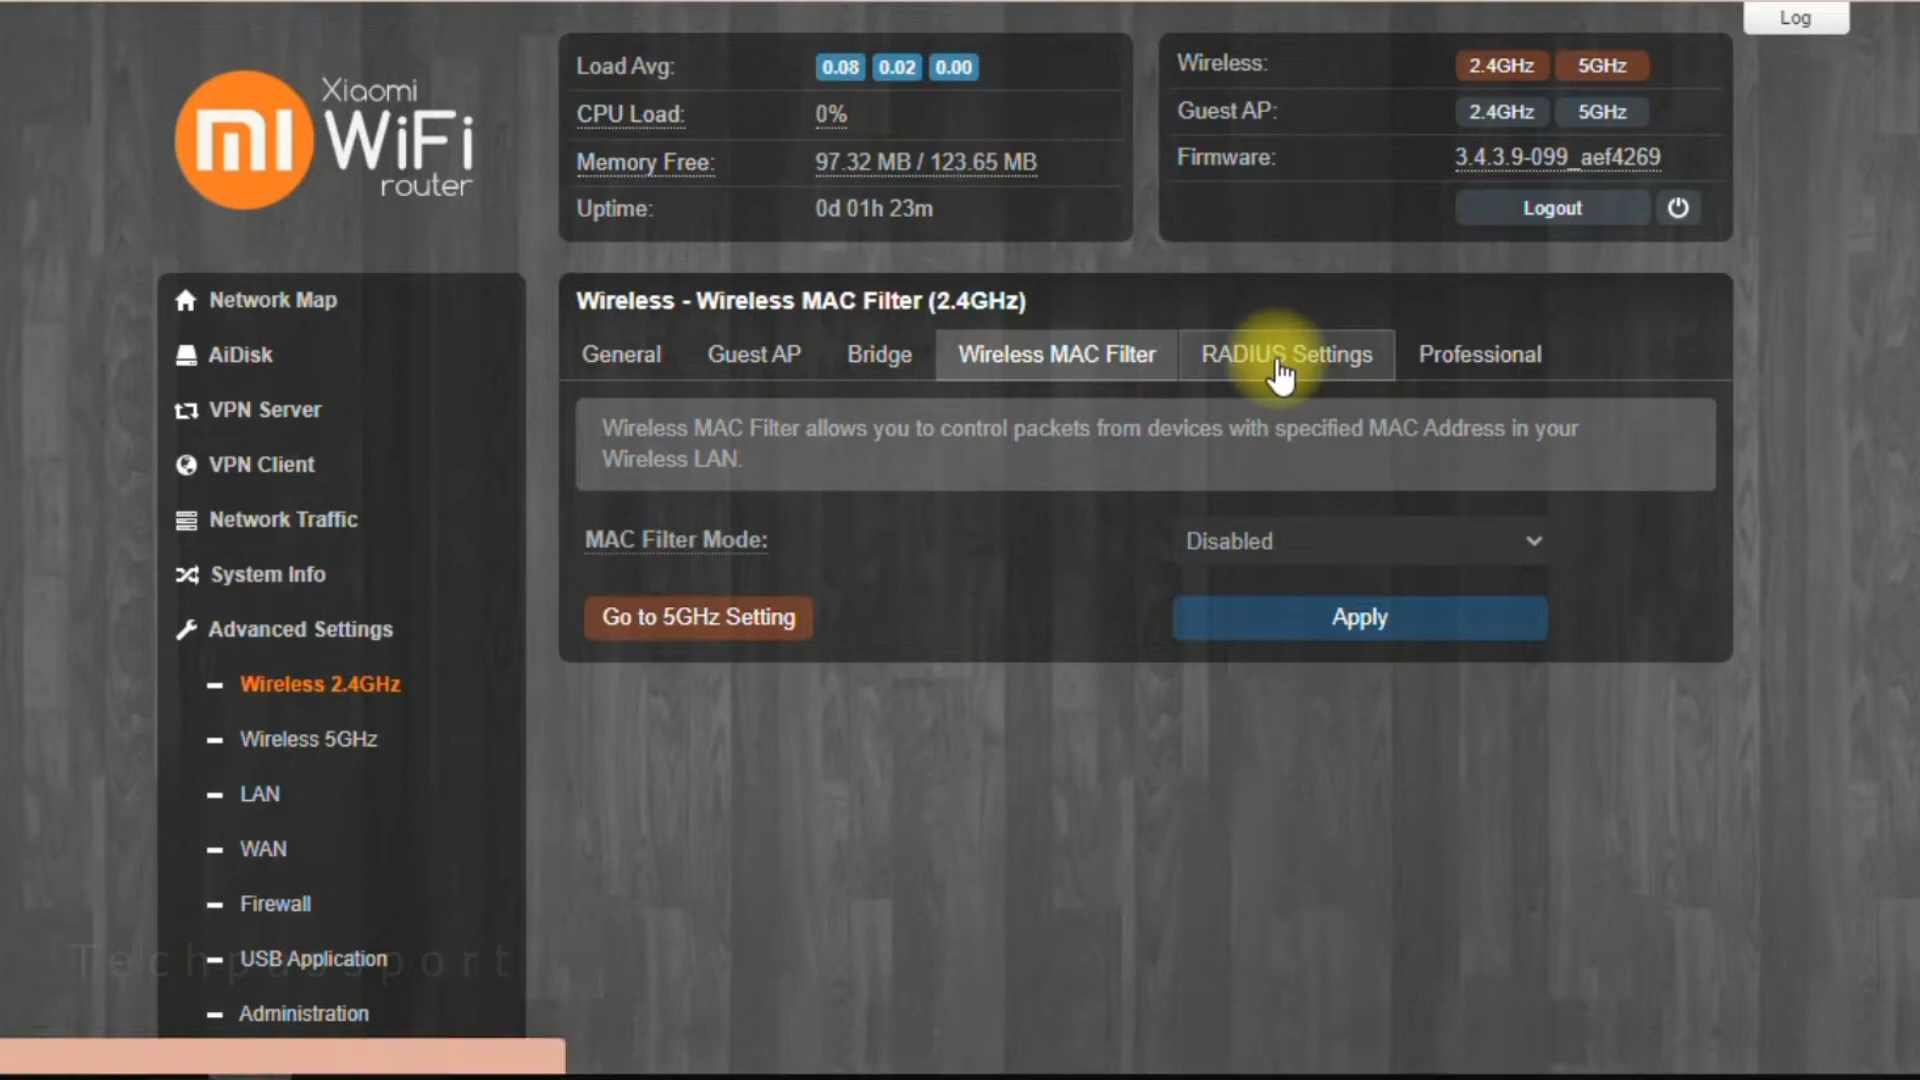 Log
mi
Xiaomi
WiFi
router
Load Avg: 0.08 0.02 0.00
CPU Load: 0%
Memory Free: 97.32 MB / 123.65 MB
Uptime: 0d 01h 23m
Wireless: 2.4GHz 5GHz
Guest AP: 2.4GHz 5GHz
Firmware: 3.4.3.9-099_aef4269
Logout
Network Map
AiDisk
VPN Server
VPN Client
Network Traffic
System Info
Advanced Settings
Wireless 2.4GHz
Wireless 5GHz
LAN
WAN
Firewall
USB Application
Administration
Wireless - Wireless MAC Filter (2.4GHz)
General Guest AP Bridge Wireless MAC Filter RADIUS Settings Professional
Wireless MAC Filter allows you to control packets from devices with specified MAC Address in your
Wireless LAN.
MAC Filter Mode: Disabled
Go to 5GHz Setting Apply